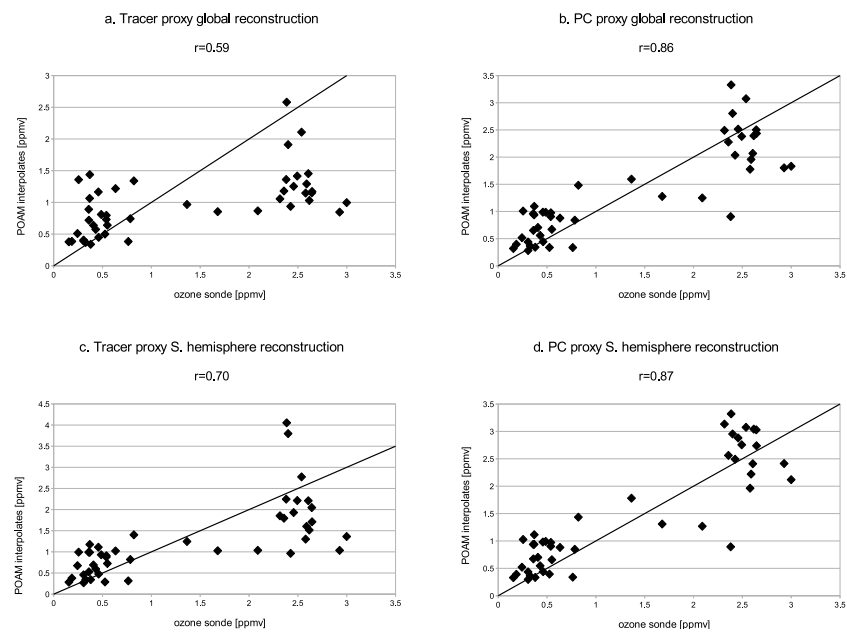 a. Tracer proxy global reconstruction
r=0.59
POAM interpolates [ppmv]
3
2.5
2
1.5
1
0.5
0
0 0.5 1 1.5 2 2.5 3 3.5
ozone sonde [ppmv]
b. PC proxy global reconstruction
r=0.86
POAM interpolates [ppmv]
3.5
3
2.5
2
1.5
1
0.5
0
0 0.5 1 1.5 2 2.5 3 3.5
ozone sonde [ppmv]
c. Tracer proxy S. hemisphere reconstruction
r=0.70
POAM interpolates [ppmv]
4.5
4
3.5
3
2.5
2
1.5
1
0.5
0
0 0.5 1 1.5 2 2.5 3 3.5
ozone sonde [ppmv]
d. PC proxy S. hemisphere reconstruction
r=0.87
POAM interpolates [ppmv]
3.5
3
2.5
2
1.5
1
0.5
0
0 0.5 1 1.5 2 2.5 3 3.5
ozone sonde [ppmv]